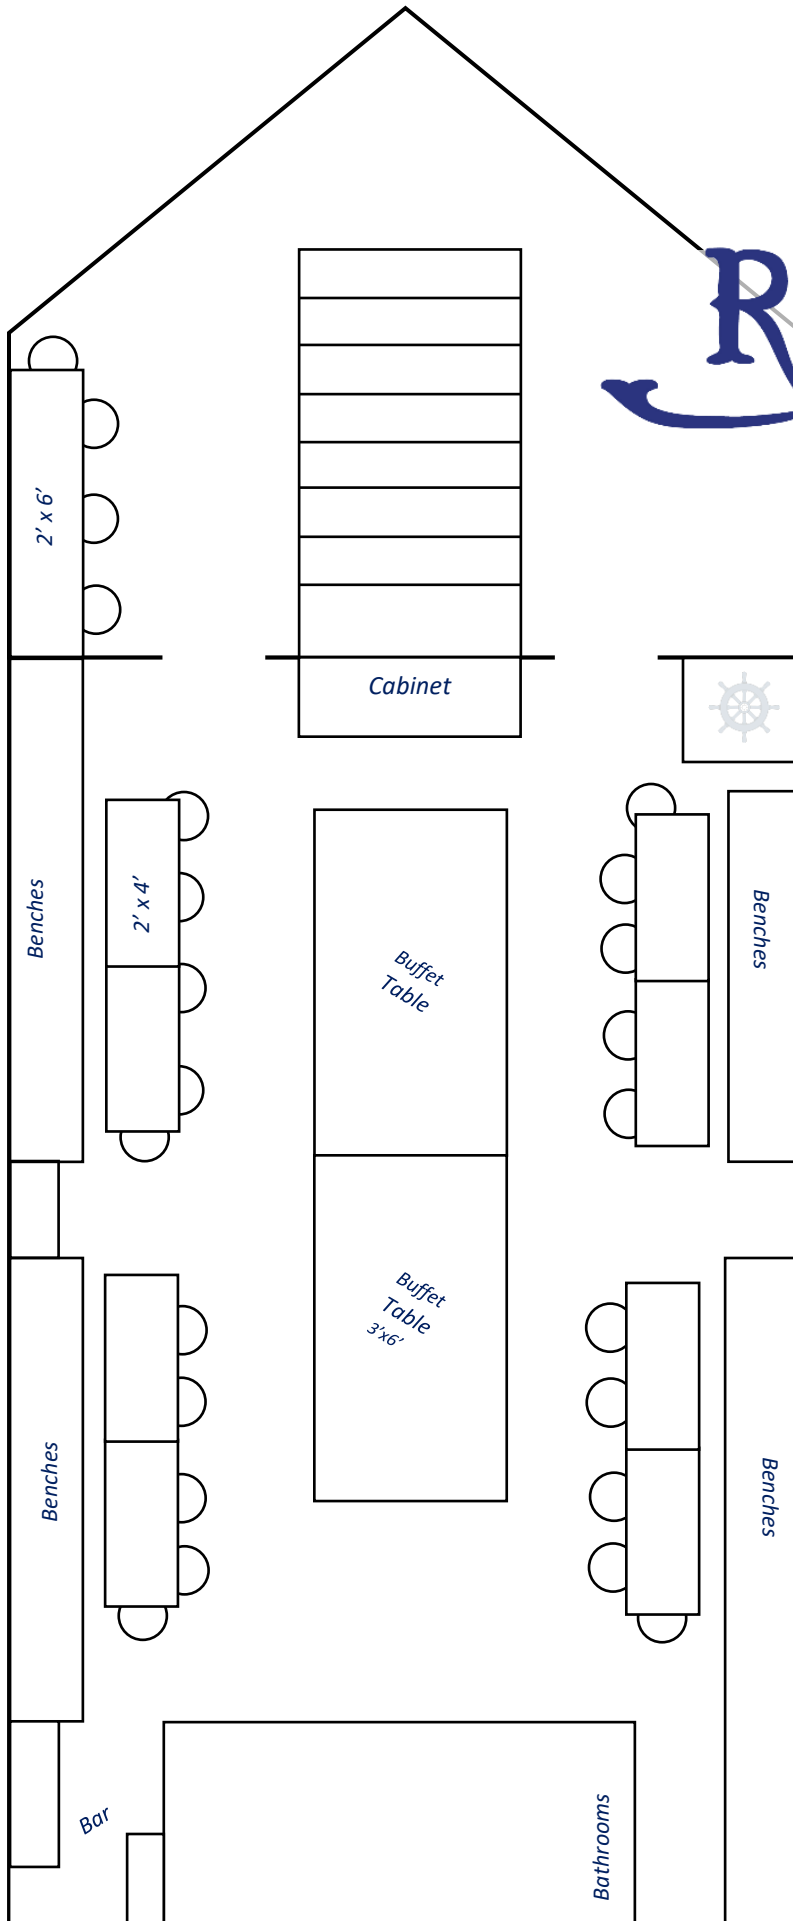 R
2' x 6'
Cabinet
Benches
2' x 4'
Buffet
Table
Benches
Buffet
Table
3'x6'
Benches
Benches
Bar
Bathrooms